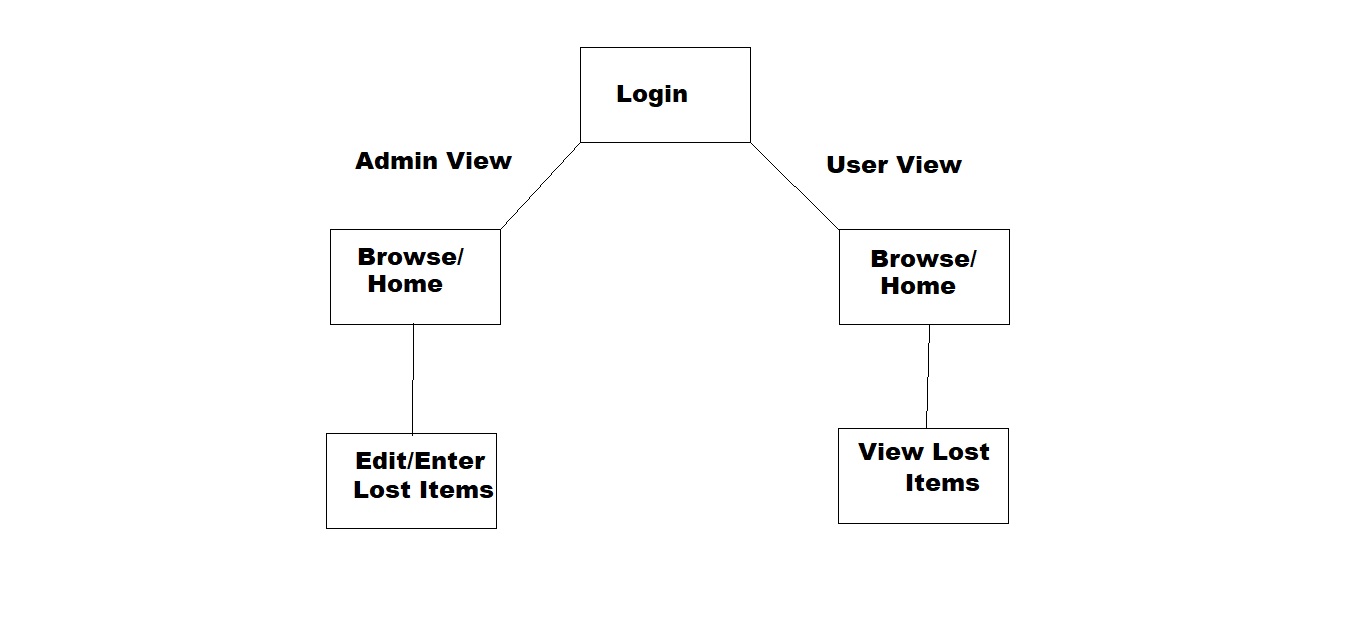 Login
Admin View
User View
Browse/
Home
Browse/
Home
Edit/Enter
Lost Items
View Lost
Items